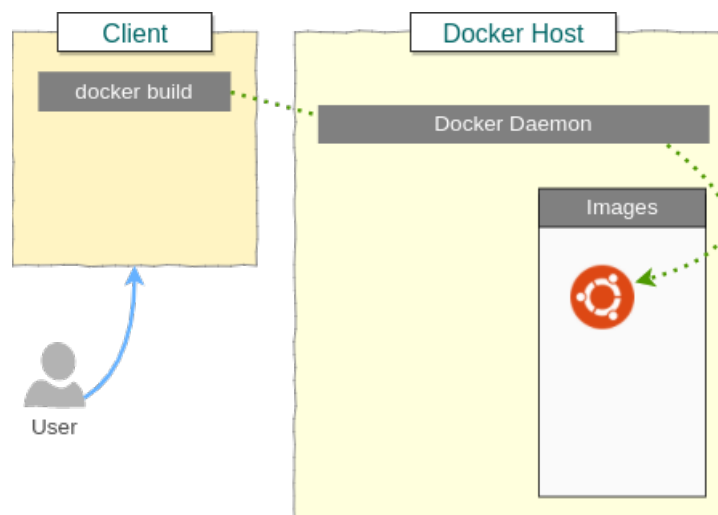 Client
Docker Host
docker build
Docker Daemon
Images
User